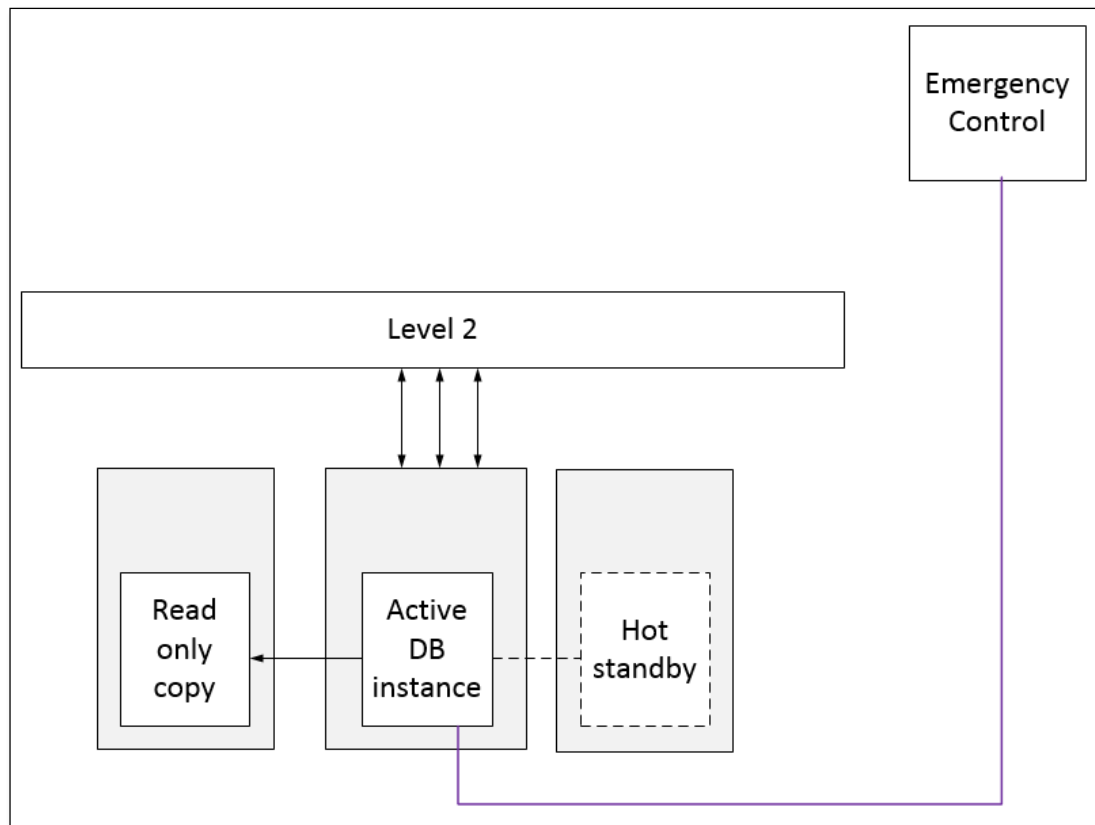 Emergency
Control
Level 2
Read
only
copy
Active
DB
instance
Hot
standby